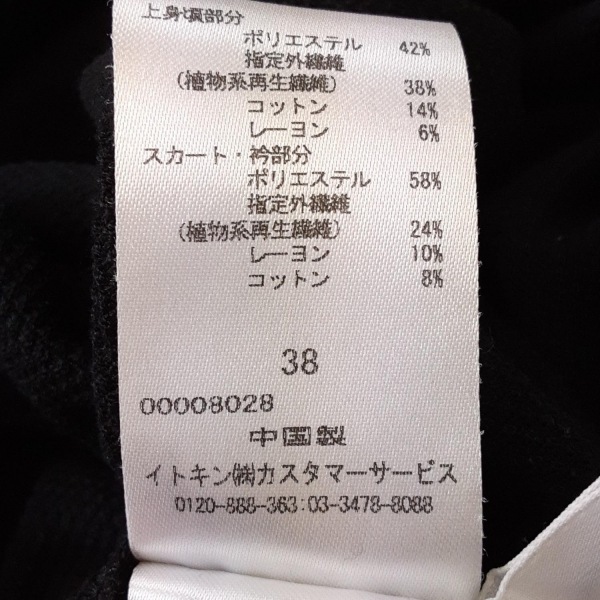 上身頃部分
ポリエステル 42%
指定外繊維
(植物系再生繊維) 38%
コットン 14%
レーヨン 6%
スカート・衿部分
ポリエステル 58%
指定外繊維
(植物系再生繊維) 24%
レーヨン 10%
コットン 8%
38
00008028
中国製
イトキン㈱カスタマーサービス
0120-888-363:03-3478-8088